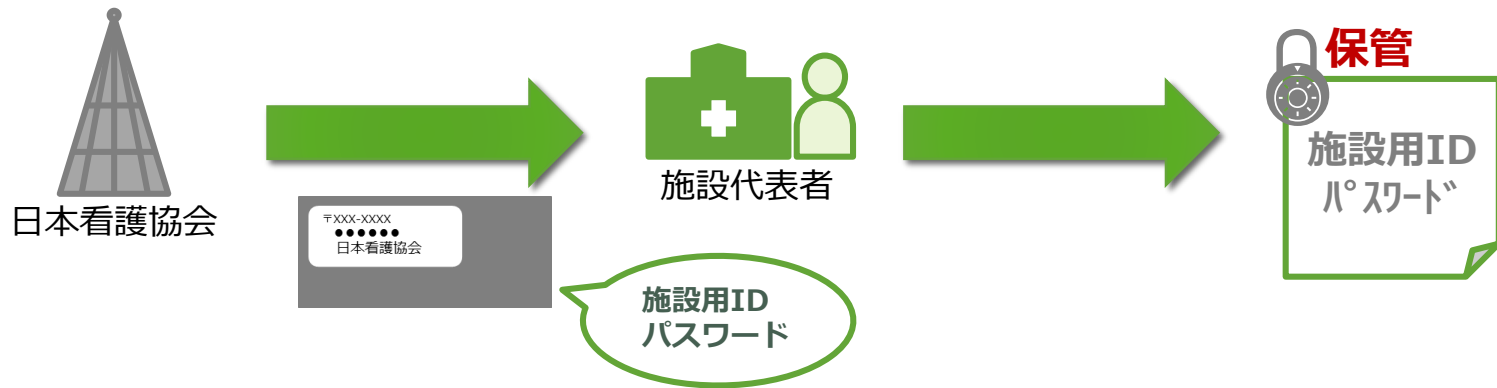 日本看護協会
〒XXX-XXXX
●●●●●●
日本看護協会
施設代表者
施設用ID
パスワード
保管
施設用ID
ﾊﾟｽﾜｰﾄﾞ